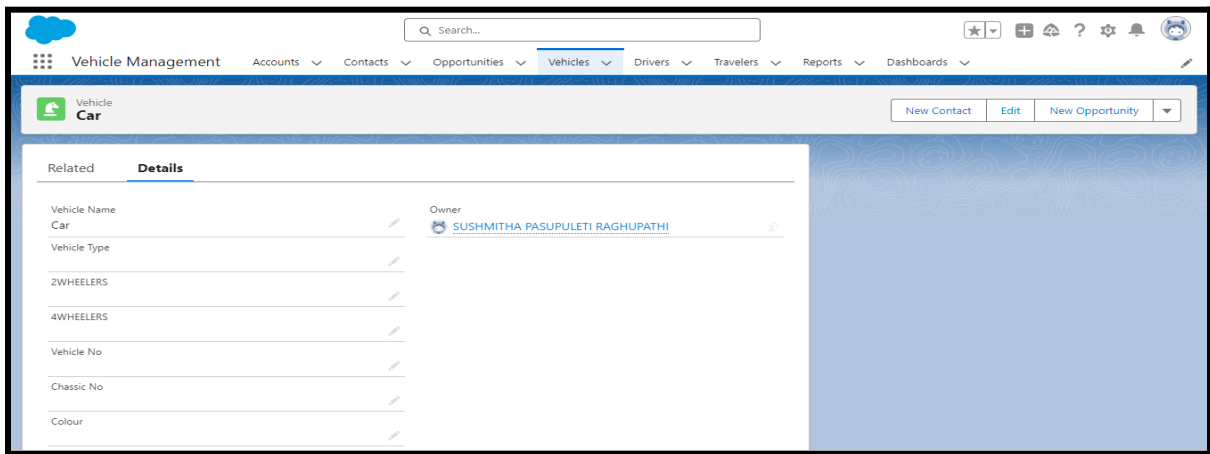 Search...
Vehicle Management Accounts Contacts Opportunities Vehicles Drivers Travelers Reports Dashboards
Vehicle
Car
New Contact Edit New Opportunity
Related Details
Vehicle Name Owner
Car SUSHMITHA PASUPULETI RAGHUPATHI
Vehicle Type
2WHEELERS
4WHEELERS
Vehicle No
Chassic No
Colour